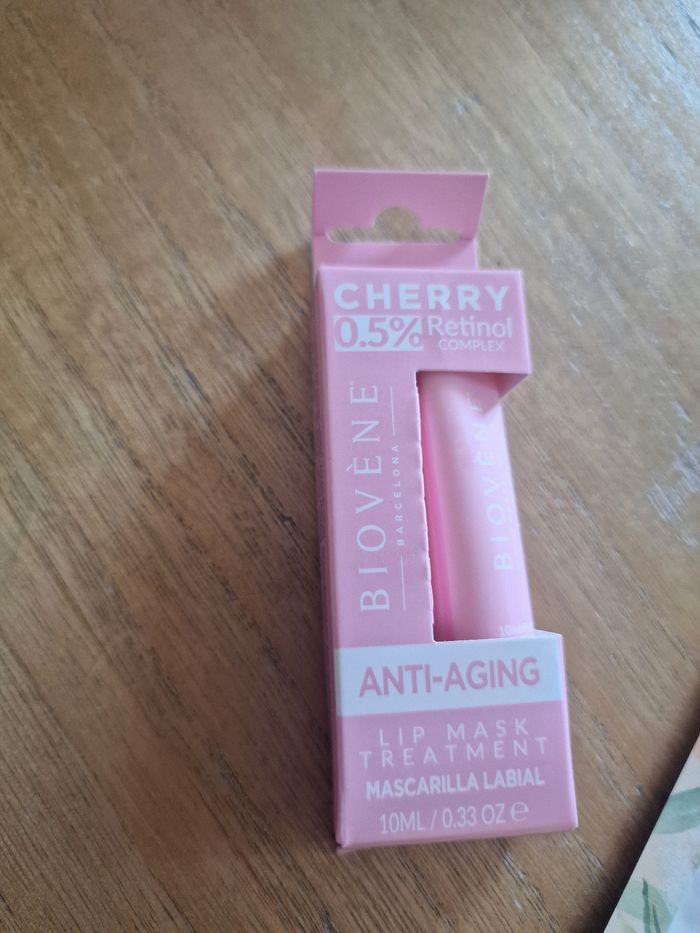 CHERRY
0.5% Retinol
COMPLEX
BIOVÈNE
BARCELONA
BIOVÈNE
ANTI-AGING
LIP MASK
TREATMENT
MASCARILLA LABIAL
10ML / 0.33 OZ ℮